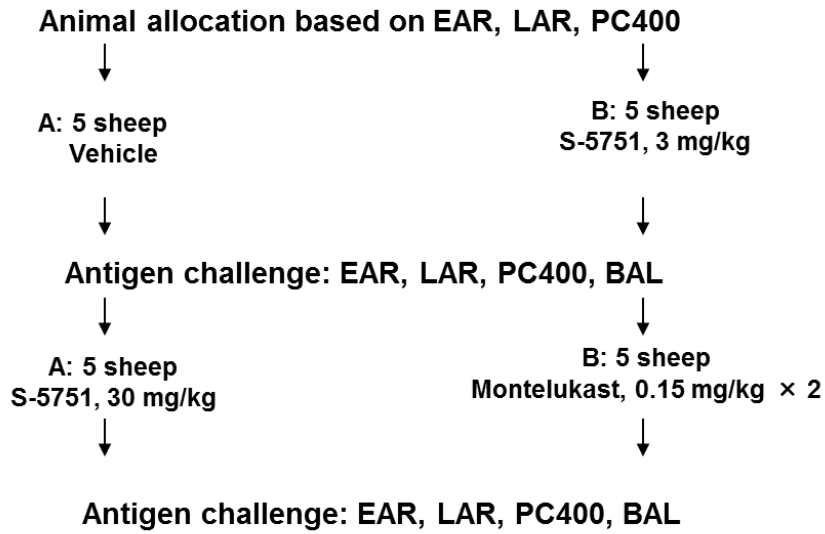 Animal allocation based on EAR, LAR, PC400
A: 5 sheep
Vehicle
B: 5 sheep
S-5751, 3 mg/kg
Antigen challenge: EAR, LAR, PC400, BAL
A: 5 sheep
S-5751, 30 mg/kg
B: 5 sheep
Montelukast, 0.15 mg/kg × 2
Antigen challenge: EAR, LAR, PC400, BAL